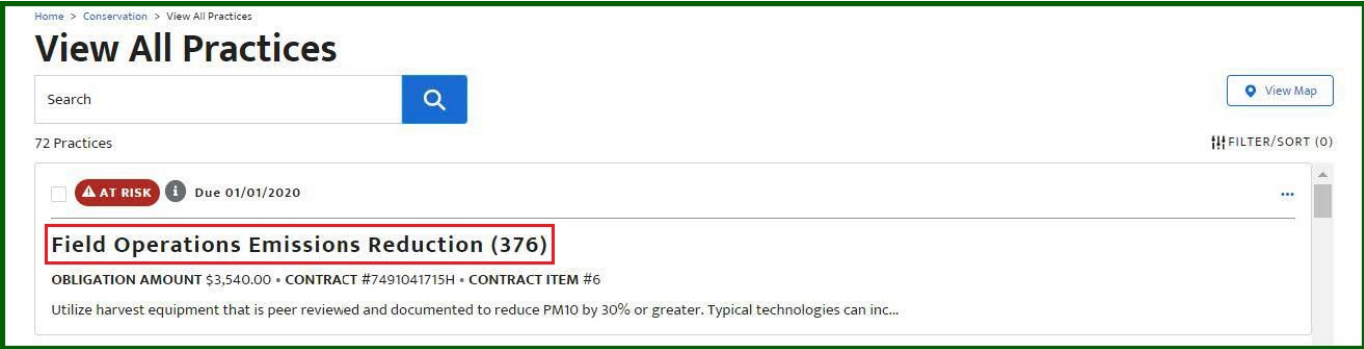 Home > Conservation > View All Practices
View All Practices
Search
View Map
72 Practices
FILTER/SORT (0)
AT RISK i Due 01/01/2020 ...
Field Operations Emissions Reduction (376)
OBLIGATION AMOUNT $3,540.00 • CONTRACT #7491041715H • CONTRACT ITEM #6
Utilize harvest equipment that is peer reviewed and documented to reduce PM10 by 30% or greater. Typical technologies can inc...